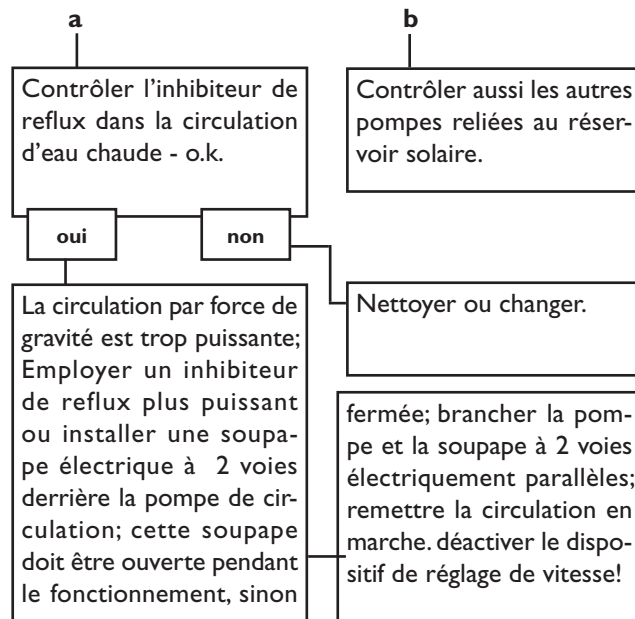 a
Contrôler l'inhibiteur de
reflux dans la circulation
d'eau chaude - o.k.
oui
non
La circulation par force de
gravité est trop puissante;
Employer un inhibiteur
de reflux plus puissant
ou installer une soupa-
pe électrique à 2 voies
derrière la pompe de cir-
culation; cette soupape
doit être ouverte pendant
le fonctionnement, sinon
fermée; brancher la pom-
pe et la soupape à 2 voies
électriquement parallèles;
remettre la circulation en
marche. déactiver le dispo-
sitif de réglage de vitesse!
Nettoyer ou changer.
b
Contrôler aussi les autres
pompes reliées au réser-
voir solaire.